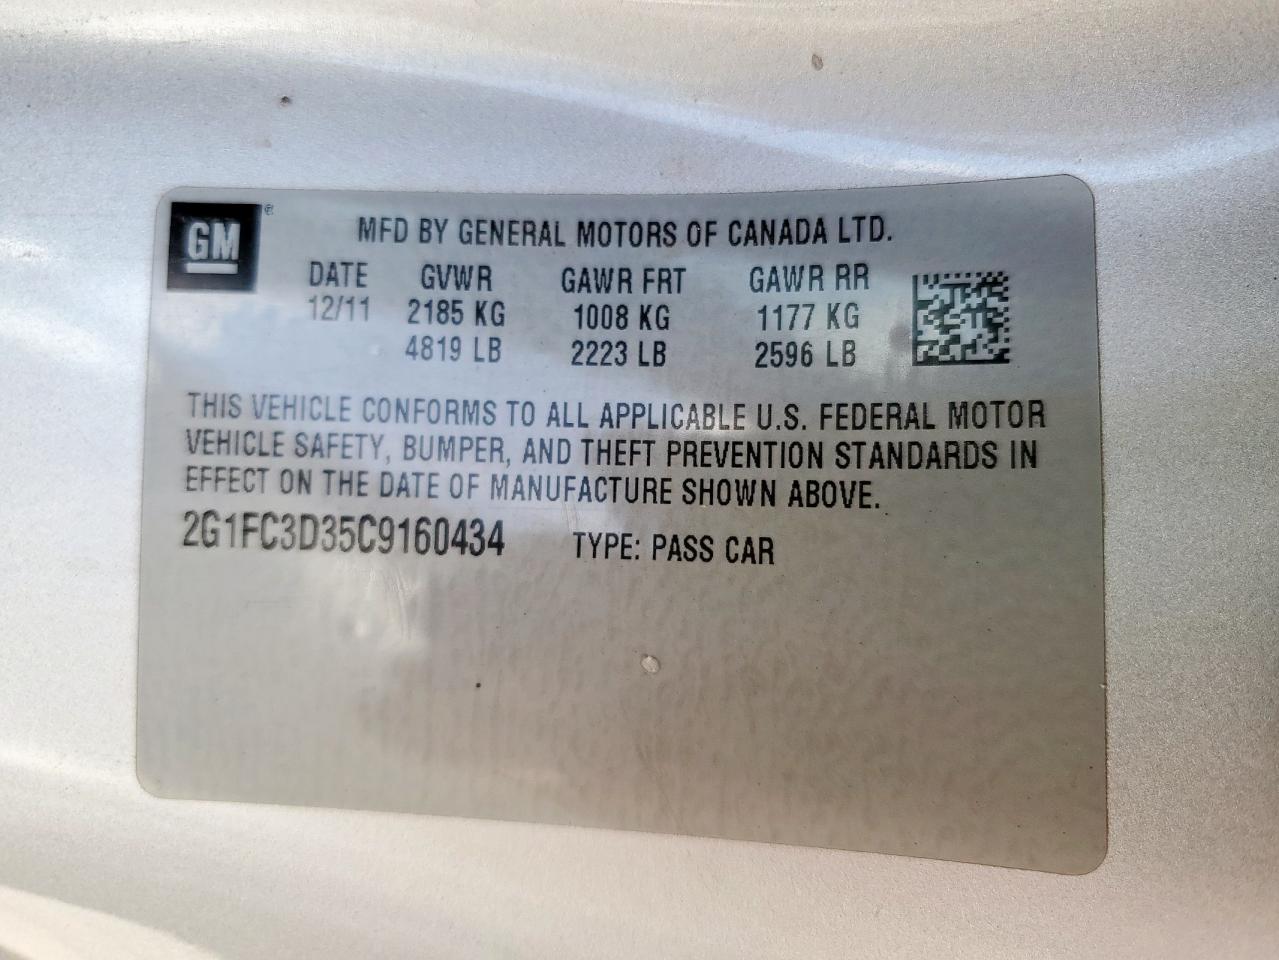 GM®
MFD BY GENERAL MOTORS OF CANADA LTD.
DATE GVWR GAWR FRT GAWR RR
12/11 2185 KG 1008 KG 1177 KG
4819 LB 2223 LB 2596 LB
THIS VEHICLE CONFORMS TO ALL APPLICABLE U.S. FEDERAL MOTOR
VEHICLE SAFETY, BUMPER, AND THEFT PREVENTION STANDARDS IN
EFFECT ON THE DATE OF MANUFACTURE SHOWN ABOVE.
2G1FC3D35C9160434 TYPE: PASS CAR